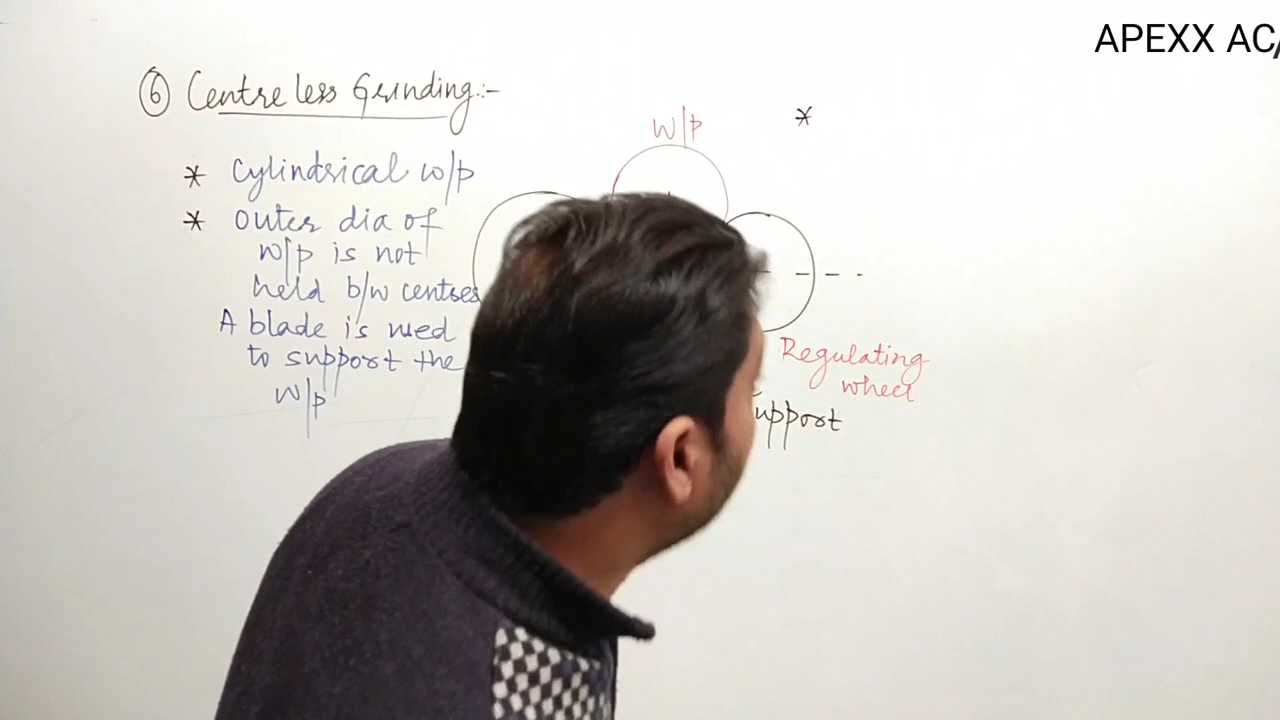 APEXX AC
6 Centre less Grinding:-
W/p
*
* Cylindrical w/p
* outer dia of
w/p is not
held b/w centres
A blade is used
to support the
w/p
Regulating
wheel
upport